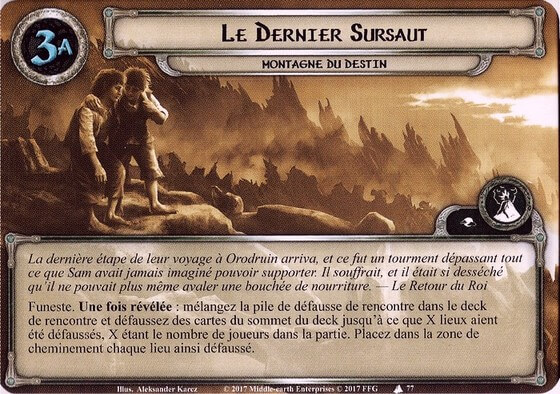 3A
Le Dernier Sursaut
Montagne du Destin
La dernière étape de leur voyage à Orodruin arriva, et ce fut un tourment dépassant tout
ce que Sam avait jamais imaginé pouvoir supporter. Il souffrait, et il était si desséché
qu'il ne pouvait plus même avaler une bouchée de nourriture. — Le Retour du Roi
Funeste. Une fois révélée : mélangez la pile de défausse de rencontre dans le deck
de rencontre et défaussez des cartes du sommet du deck jusqu'à ce que X lieux aient
été défaussés, X étant le nombre de joueurs dans la partie. Placez dans la zone de
cheminement chaque lieu ainsi défaussé.
Illus. Aleksander Karcz © 2017 Middle-earth Enterprises © 2017 FFG 77